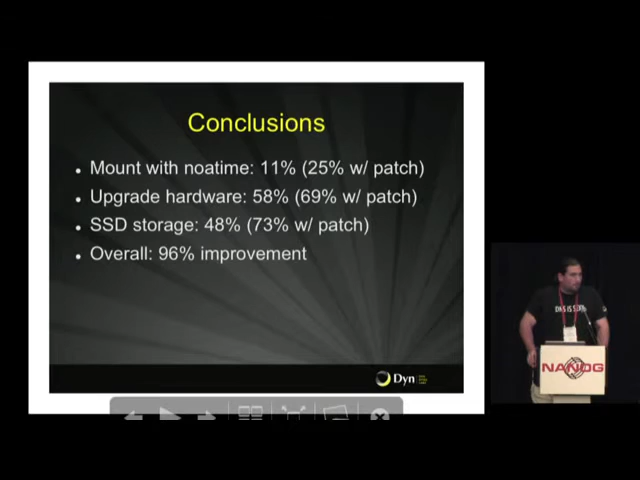 Conclusions
Mount with noatime: 11% (25% w/ patch)
Upgrade hardware: 58% (69% w/ patch)
SSD storage: 48% (73% w/ patch)
Overall: 96% improvement
Dyn
NANOG